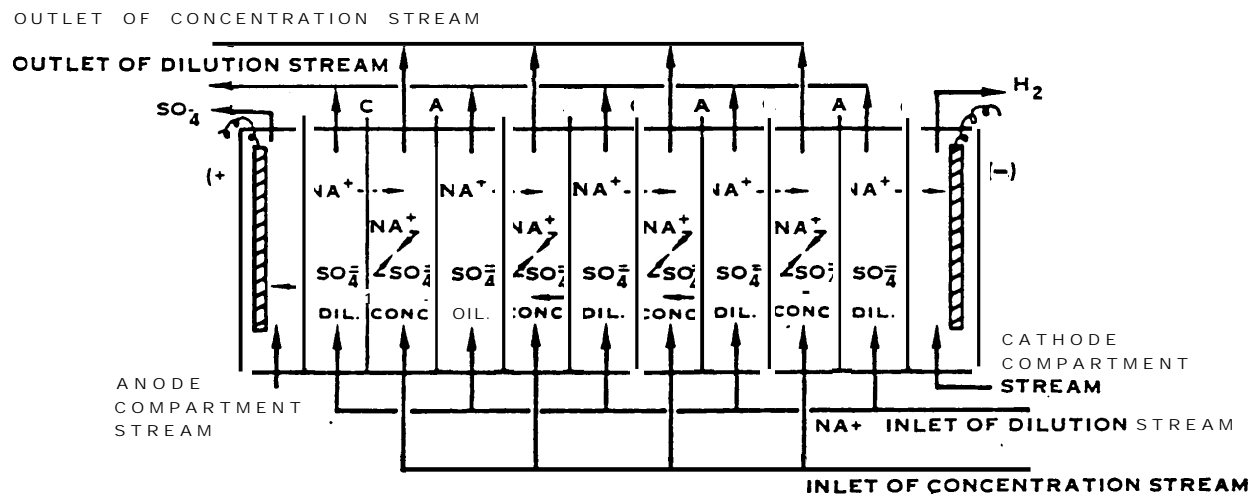 OUTLET OF CONCENTRATION STREAM
OUTLET OF DILUTION STREAM
SO4
H2
C A A A
(+
(-)
NA+ NA+ NA+ NA+ NA+
NA+ NA+ NA+ NA+
SO4= SO4= SO4= SO4= SO4= SO4= SO4= SO4= SO4=
DIL. CONC OIL. CONC DIL. CONC DIL. CONC DIL.
CATHODE
COMPARTMENT
STREAM
ANODE
COMPARTMENT
STREAM
NA+ INLET OF DILUTION STREAM
INLET OF CONCENTRATION STREAM